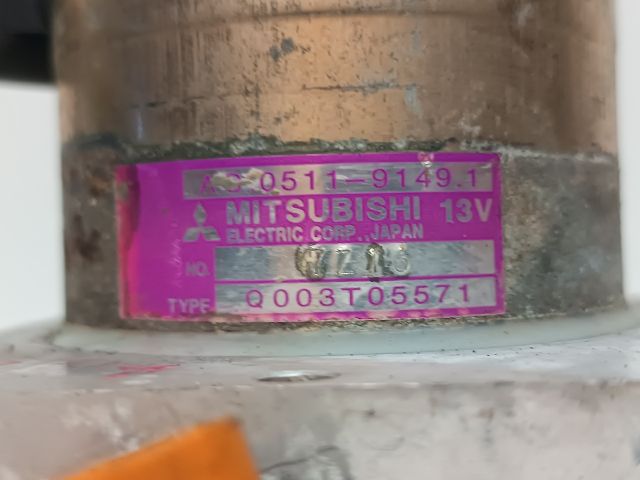 0511-9149.1
MITSUBISHI 13V
ELECTRIC CORP., JAPAN
NO.
TYPE Q003T05571